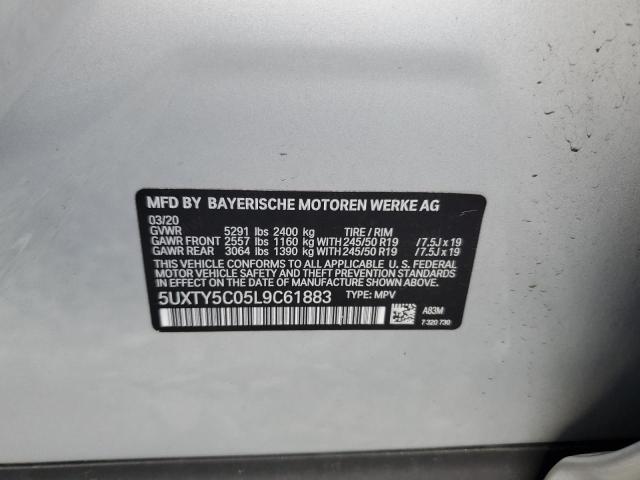 MFD BY BAYERISCHE MOTOREN WERKE AG
03/20
GVWR 5291 lbs 2400 kg TIRE / RIM
GAWR FRONT 2557 lbs 1160 kg WITH 245/50 R19 / 7.5J x 19
GAWR REAR 3064 lbs 1390 kg WITH 245/50 R19 / 7.5J x 19
THIS VEHICLE CONFORMS TO ALL APPLICABLE U. S. FEDERAL
MOTOR VEHICLE SAFETY, BUMPER, AND THEFT PREVENTION STANDARDS
IN EFFECT ON THE DATE OF MANUFACTURE SHOWN ABOVE.
5UXTY5C05L9C61883 TYPE: MPV
A83M
7 320 730